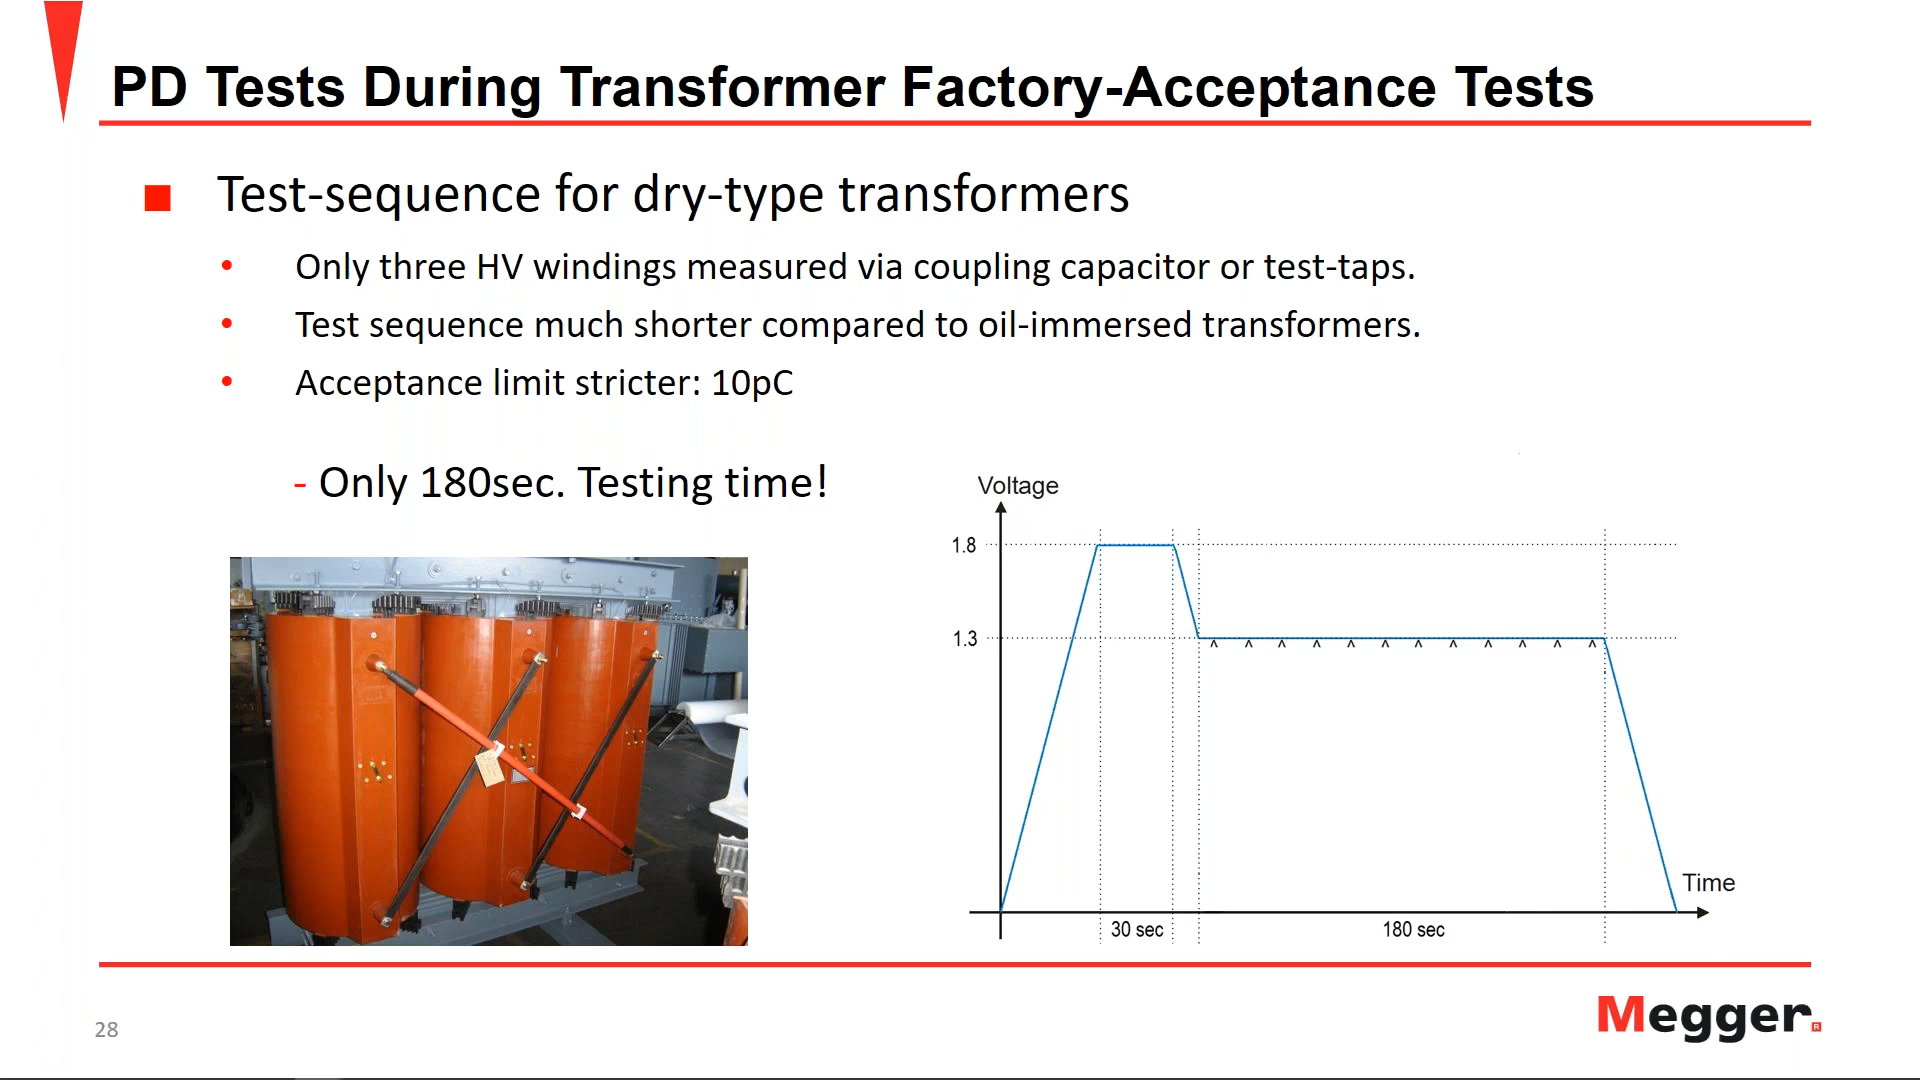 PD Tests During Transformer Factory-Acceptance Tests
Test-sequence for dry-type transformers
Only three HV windings measured via coupling capacitor or test-taps.
Test sequence much shorter compared to oil-immersed transformers.
Acceptance limit stricter: 10pC
- Only 180sec. Testing time!
Voltage
1.8
1.3
Time
30 sec
180 sec
28
Megger